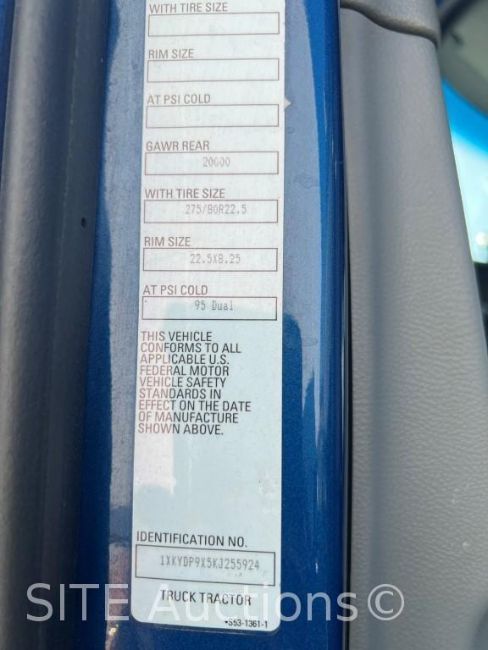 WITH TIRE SIZE
RIM SIZE
AT PSI COLD
GAWR REAR
20000
WITH TIRE SIZE
275/80R22.5
RIM SIZE
22.5X8.25
AT PSI COLD
95 Dual
THIS VEHICLE
CONFORMS TO ALL
APPLICABLE U.S.
FEDERAL MOTOR
VEHICLE SAFETY
STANDARDS IN
EFFECT ON THE DATE
OF MANUFACTURE
SHOWN ABOVE.
IDENTIFICATION NO.
1XKYDP9X5KJ255924
TRUCK TRACTOR
SITE Auctions©